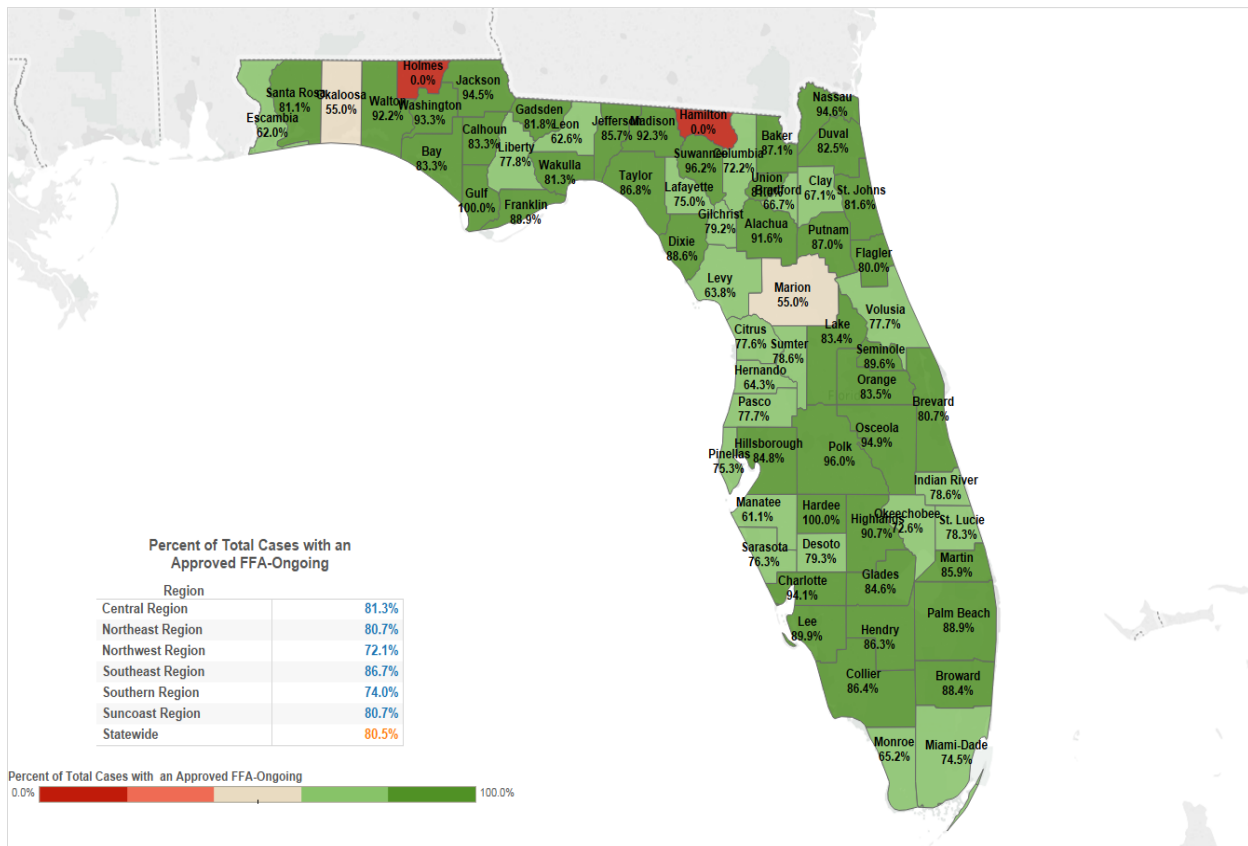 Holmes
0.0%
Jackson
94.5%
Santa Rosa
81.1%
Okaloosa
55.0%
Walton
92.2%
Washington
93.3%
Escambia
62.0%
Bay
83.3%
Calhoun
83.3%
Gulf
100.0%
Liberty
77.8%
Gadsden
81.8%
Leon
62.6%
Wakulla
81.3%
Franklin
88.9%
Jefferson
85.7%
Madison
92.3%
Taylor
86.8%
Hamilton
0.0%
Suwannee
96.2%
Columbia
72.2%
Lafayette
75.0%
Gilchrist
79.2%
Dixie
88.6%
Baker
87.1%
Union
Bradford
66.7%
Nassau
94.6%
Duval
82.5%
Clay
67.1%
St. Johns
81.6%
Alachua
91.6%
Putnam
87.0%
Flagler
80.0%
Levy
63.8%
Marion
55.0%
Volusia
77.7%
Citrus
77.6%
Sumter
78.6%
Lake
83.4%
Seminole
89.6%
Hernando
64.3%
Orange
83.5%
Pasco
77.7%
Brevard
80.7%
Osceola
94.9%
Hillsborough
84.8%
Polk
96.0%
Pinellas
75.3%
Indian River
78.6%
Manatee
61.1%
Hardee
100.0%
Highlands
90.7%
Okeechobee
72.6%
St. Lucie
78.3%
Sarasota
76.3%
Desoto
79.3%
Martin
85.9%
Charlotte
94.1%
Glades
84.6%
Palm Beach
88.9%
Lee
89.9%
Hendry
86.3%
Collier
86.4%
Broward
88.4%
Monroe
65.2%
Miami-Dade
74.5%
Percent of Total Cases with an
Approved FFA-Ongoing
Region
Central Region 81.3%
Northeast Region 80.7%
Northwest Region 72.1%
Southeast Region 86.7%
Southern Region 74.0%
Suncoast Region 80.7%
Statewide 80.5%
Percent of Total Cases with an Approved FFA-Ongoing
0.0% 100.0%